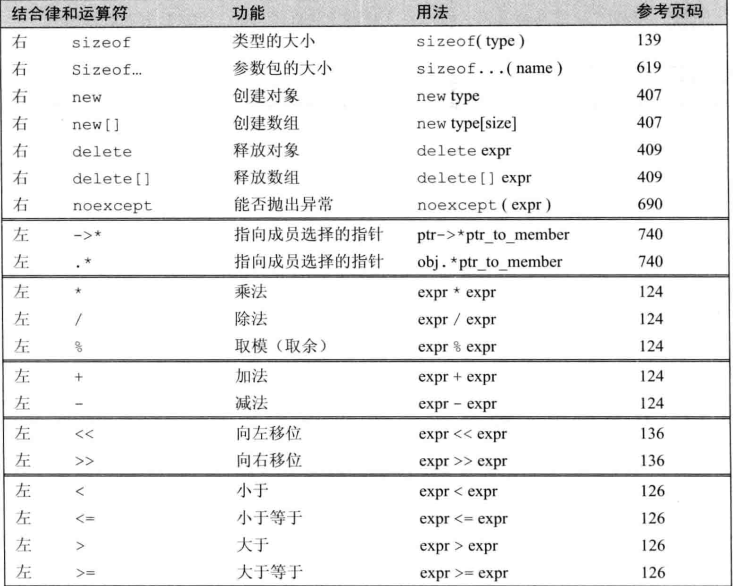 结合律和运算符 功能 用法 参考页码
右 sizeof 类型的大小 sizeof( type ) 139
右 Sizeof… 参数包的大小 sizeof...( name ) 619
右 new 创建对象 new type 407
右 new[] 创建数组 new type[size] 407
右 delete 释放对象 delete expr 409
右 delete[] 释放数组 delete[] expr 409
右 noexcept 能否抛出异常 noexcept ( expr ) 690
左 ->* 指向成员选择的指针 ptr->*ptr_to_member 740
左 .* 指向成员选择的指针 obj.*ptr_to_member 740
左 * 乘法 expr * expr 124
左 / 除法 expr / expr 124
左 % 取模（取余） expr % expr 124
左 + 加法 expr + expr 124
左 - 减法 expr - expr 124
左 << 向左移位 expr << expr 136
左 >> 向右移位 expr >> expr 136
左 < 小于 expr < expr 126
左 <= 小于等于 expr <= expr 126
左 > 大于 expr > expr 126
左 >= 大于等于 expr >= expr 126